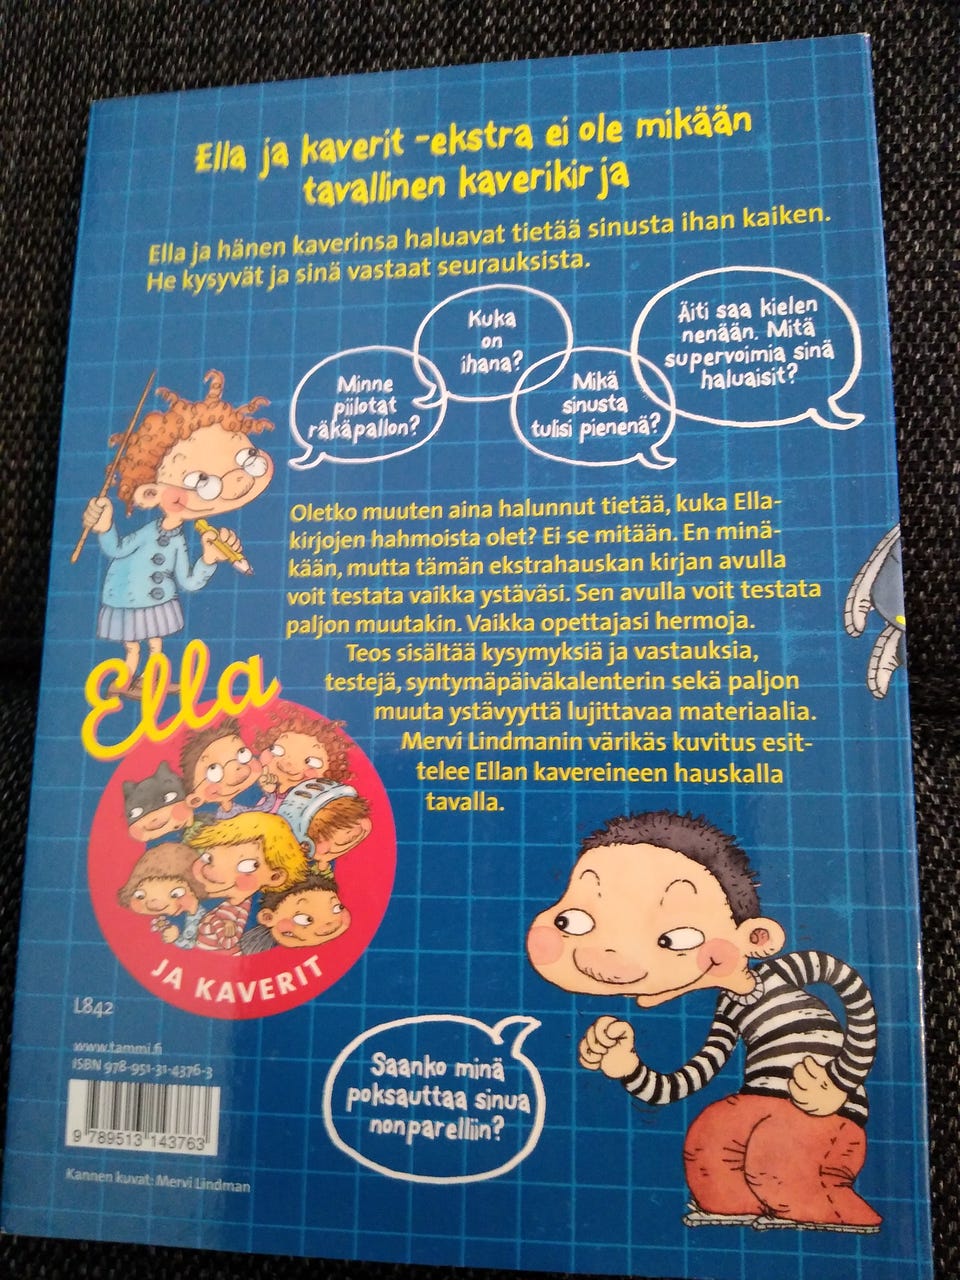 Ella ja kaverit -ekstra ei ole mikään
tavallinen kaverikirja
Ella ja hänen kaverinsa haluavat tietää sinusta ihan kaiken.
He kysyvät ja sinä vastaat seurauksista.
Minne
piilotat
räkäpallon?
Kuka
on
ihana?
Mikä
sinusta
tulisi pienenä?
Äiti saa kielen
nenään. Mitä
supervoimia sinä
haluaisit?
Oletko muuten aina halunnut tietää, kuka Ella-
kirjojen hahmoista olet? Ei se mitään. En minä-
kään, mutta tämän ekstrahauskan kirjan avulla
voit testata vaikka ystäväsi. Sen avulla voit testata
paljon muutakin. Vaikka opettajasi hermoja.
Teos sisältää kysymyksiä ja vastauksia,
testejä, syntymäpäiväkalenterin sekä paljon
muuta ystävyyttä lujittavaa materiaalia.
Mervi Lindmanin värikäs kuvitus esit-
telee Ellan kavereineen hauskalla
tavalla.
Ella
JA KAVERIT
L842
www.tammi.fi
ISBN 978-951-31-4376-3
9 789513 143763
Kannen kuvat: Mervi Lindman
Saanko minä
poksauttaa sinua
nonparelliin?